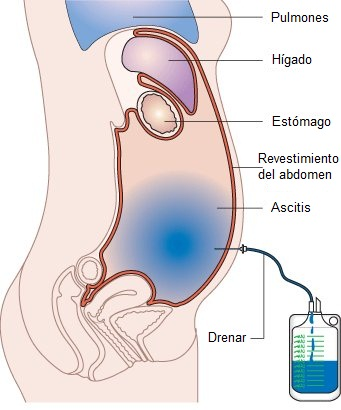 Pulmones
Hígado
Estómago
Revestimiento
del abdomen
Ascitis
Drenar